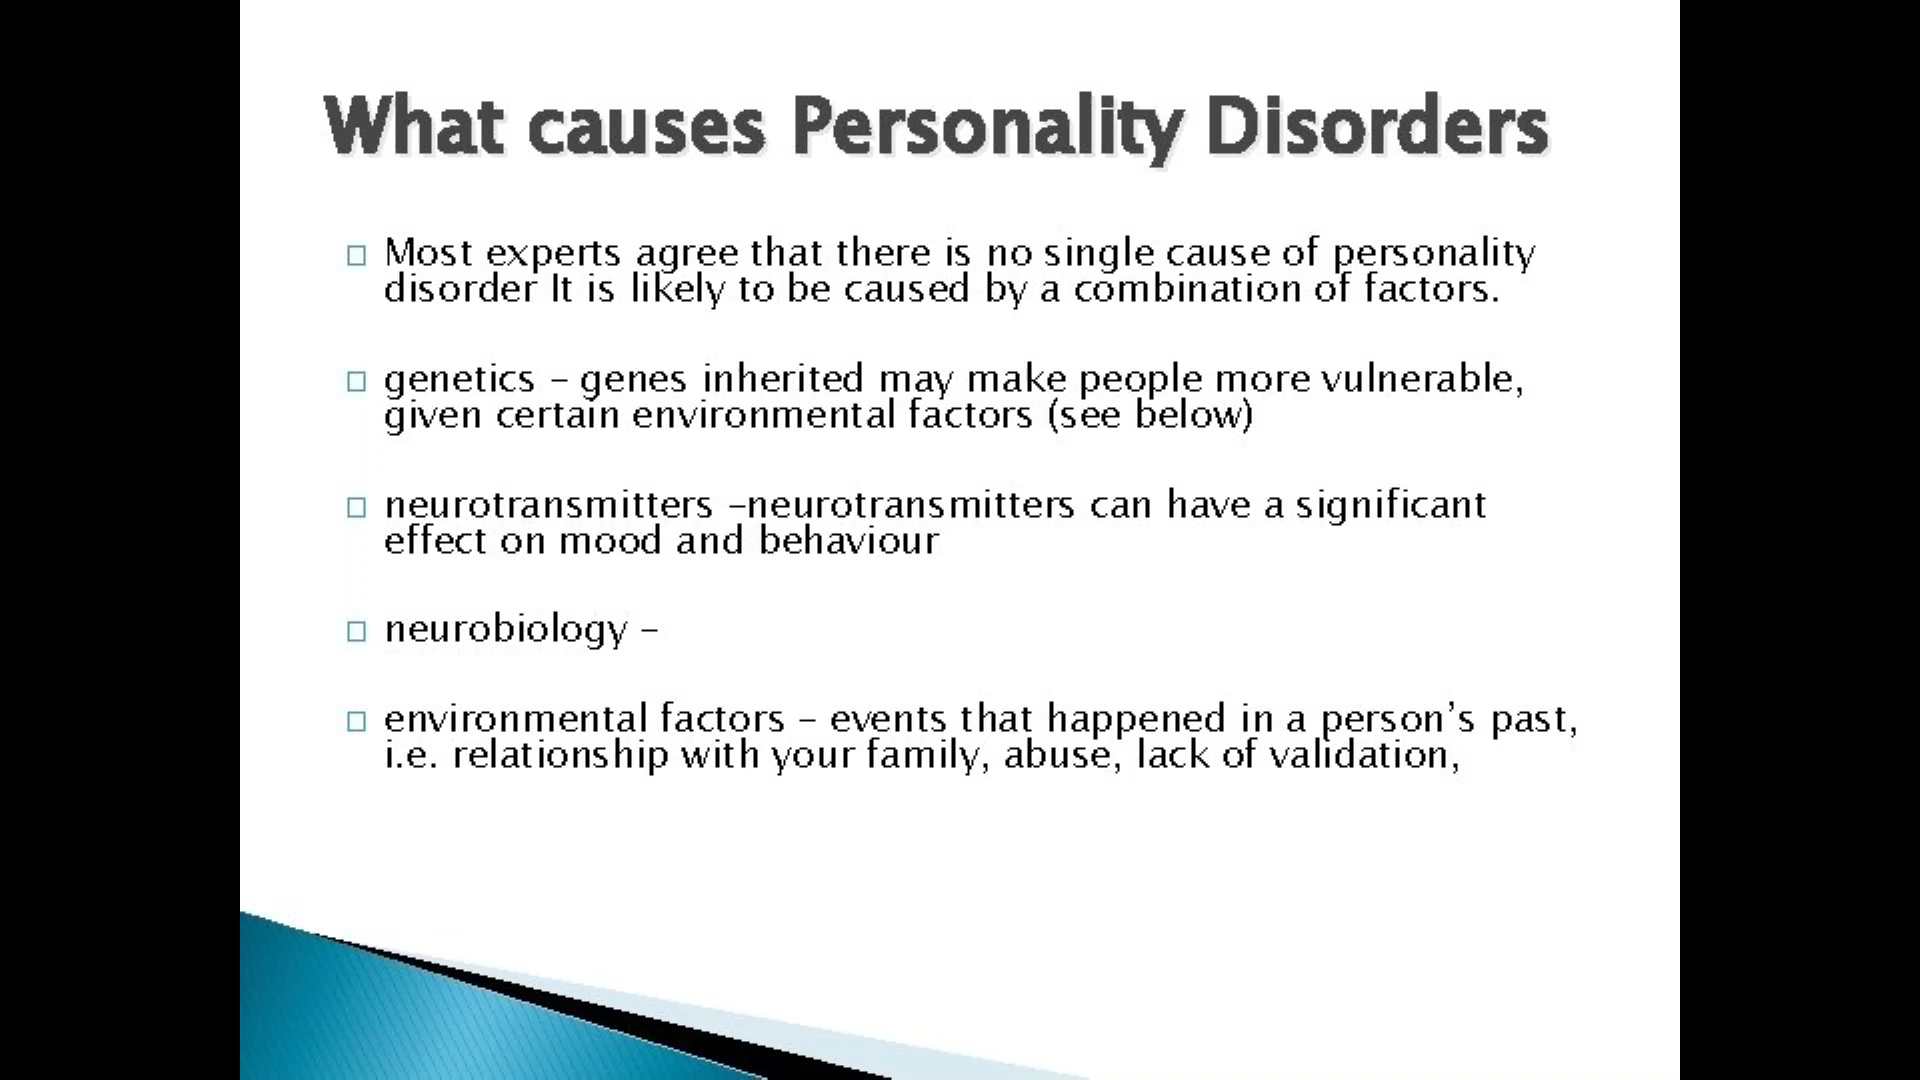 What causes Personality Disorders
Most experts agree that there is no single cause of personality
disorder It is likely to be caused by a combination of factors.
genetics – genes inherited may make people more vulnerable,
given certain environmental factors (see below)
neurotransmitters –neurotransmitters can have a significant
effect on mood and behaviour
neurobiology –
environmental factors – events that happened in a person’s past,
i.e. relationship with your family, abuse, lack of validation,